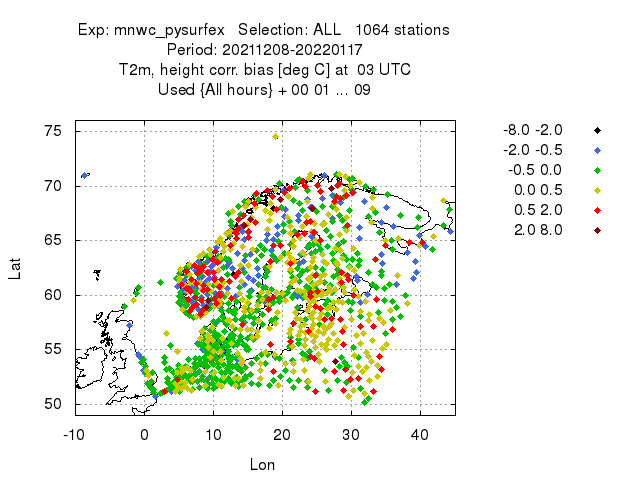 Exp: mnwc_pysurfex   Selection: ALL   1064 stations
Period: 20211208-20220117
T2m, height corr. bias [deg C] at  03 UTC
Used {All hours} + 00 01 ... 09
-8.0 -2.0
-2.0 -0.5
-0.5 0.0
0.0 0.5
0.5 2.0
2.0 8.0
75
70
65
60
55
50
Lat
-10 0 10 20 30 40
Lon